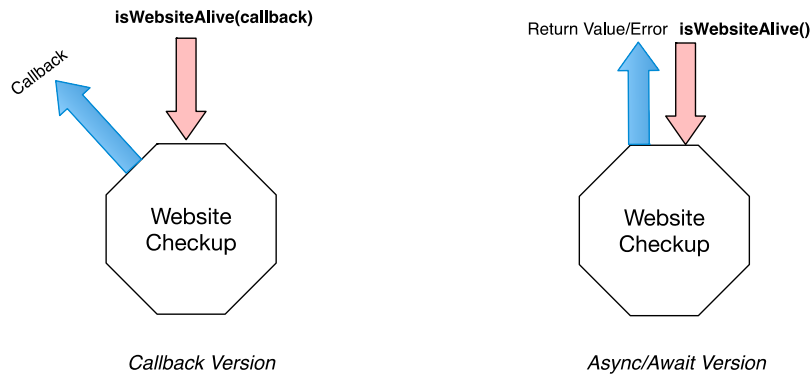 isWebsiteAlive(callback)
Callback
Website
Checkup
Callback Version
Return Value/Error isWebsiteAlive()
Website
Checkup
Async/Await Version